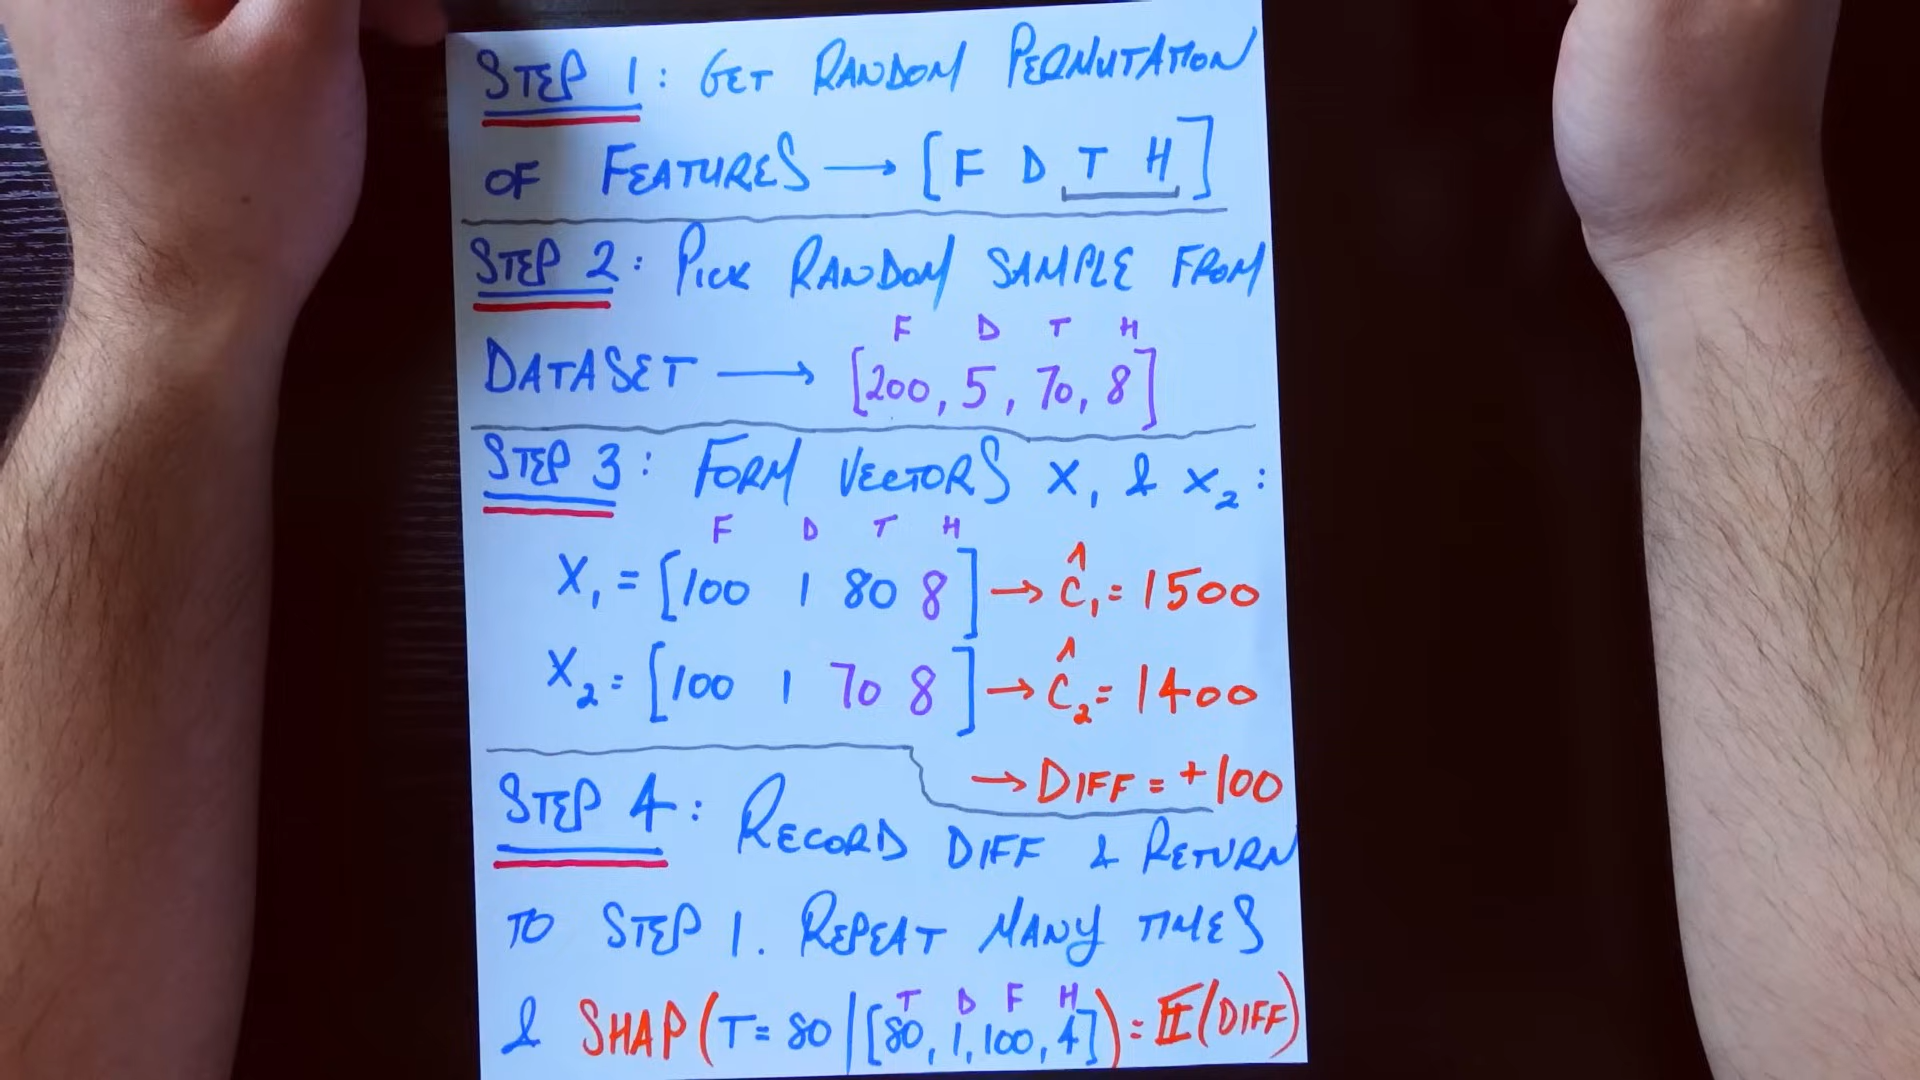 STEP 1: GET RANDOM PERMUTATION
OF FEATURES → [F D T H]
STEP 2: PICK RANDOM SAMPLE FROM
F D T H
DATASET → [200, 5, 70, 8]
STEP 3: FORM VECTORS X₁ & X₂:
F D T H
X₁ = [100 1 80 8] → Ĉ₁ = 1500
X₂ = [100 1 70 8] → Ĉ₂ = 1400
→ DIFF = +100
STEP 4: RECORD DIFF & RETURN
TO STEP 1. REPEAT MANY TIMES
T D F H
& SHAP(T=80 | [80, 1, 100, 4]) = 𝔼(DIFF)